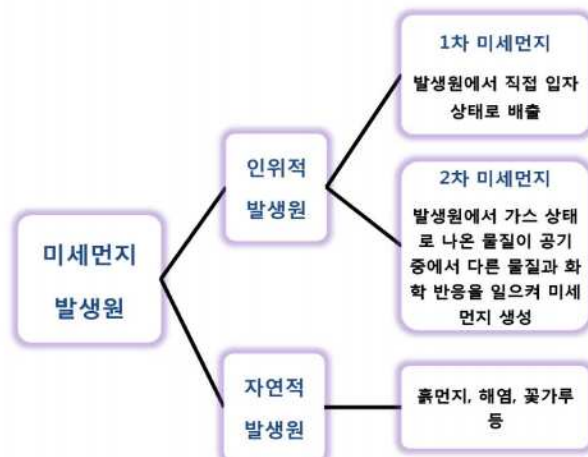 미세먼지
발생원
인위적
발생원
1차 미세먼지
발생원에서 직접 입자
상태로 배출
2차 미세먼지
발생원에서 가스 상태
로 나온 물질이 공기
중에서 다른 물질과 화
학 반응을 일으켜 미세
먼지 생성
자연적
발생원
흙먼지, 해염, 꽃가루
등